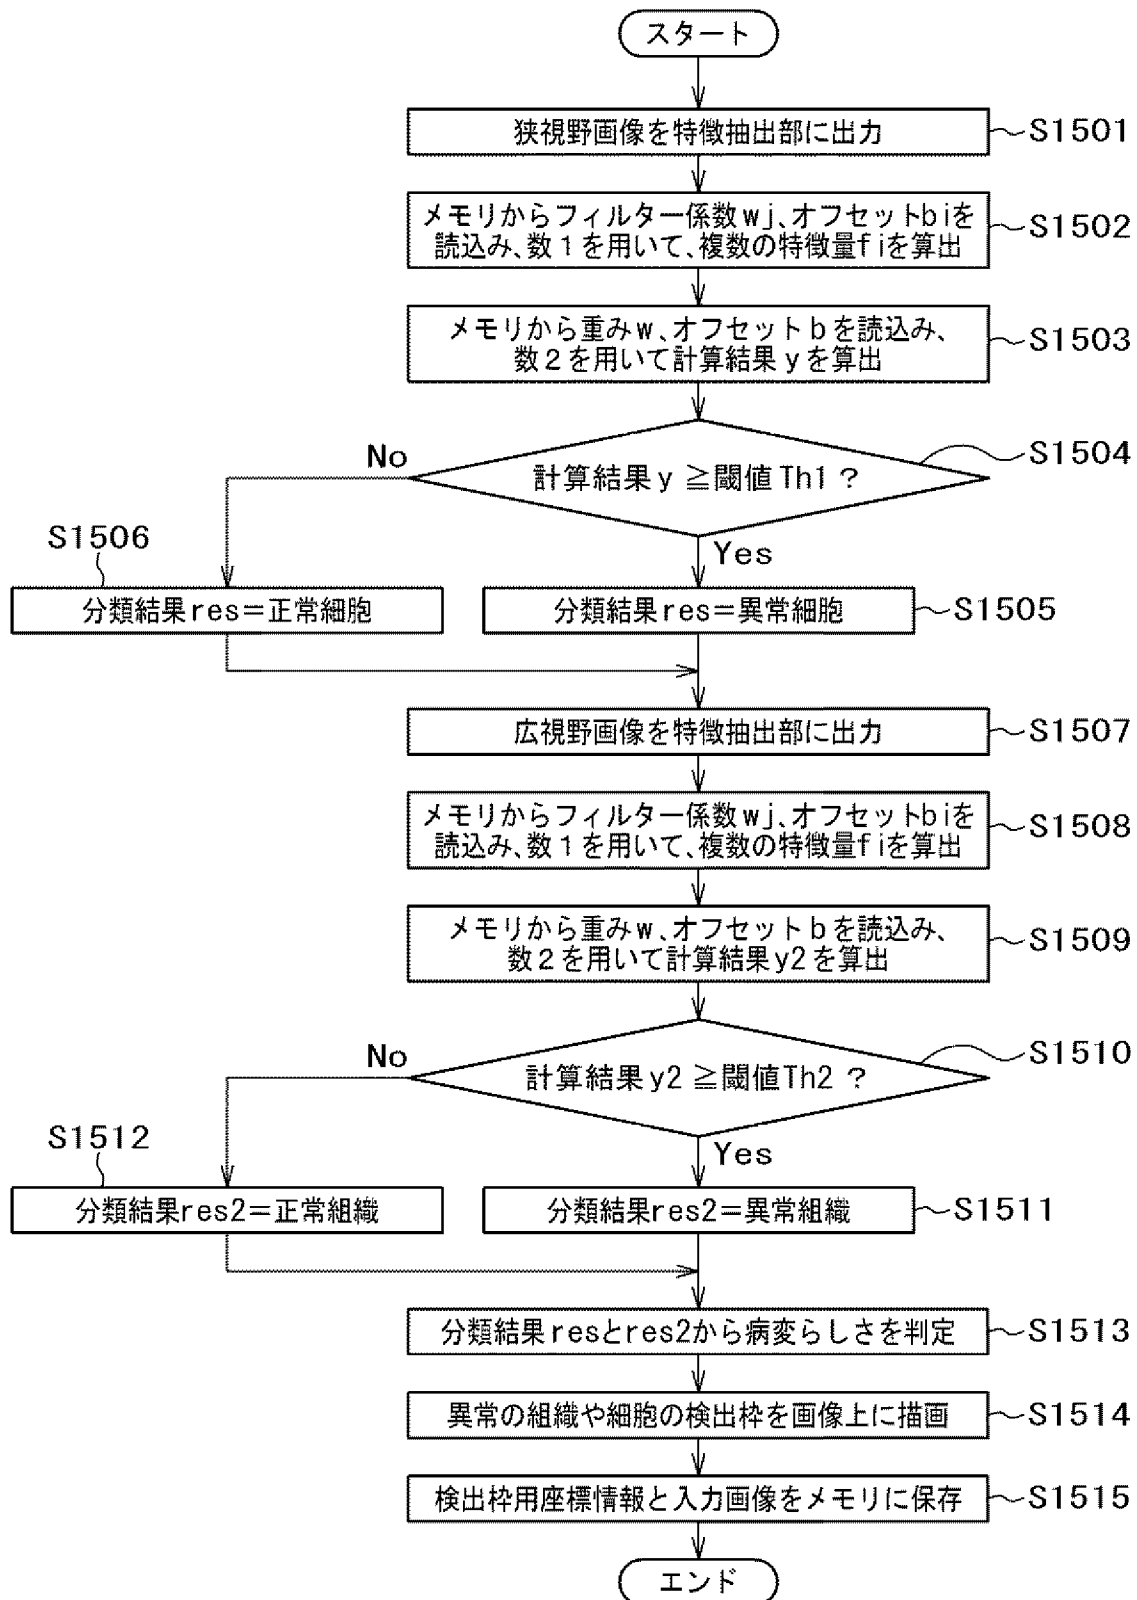 スタート
狭視野画像を特徴抽出部に出力
S1501
メモリからフィルター係数wj、オフセットbiを
読込み、数1を用いて、複数の特徴量fiを算出
S1502
メモリから重みw、オフセットbを読込み、
数2を用いて計算結果yを算出
S1503
計算結果y ≧閾値Th1 ?
S1504
No
Yes
S1506
分類結果res＝正常細胞
分類結果res＝異常細胞
S1505
広視野画像を特徴抽出部に出力
S1507
メモリからフィルター係数wj、オフセットbiを
読込み、数1を用いて、複数の特徴量fiを算出
S1508
メモリから重みw、オフセットbを読込み、
数2を用いて計算結果y2を算出
S1509
計算結果y2 ≧閾値Th2 ?
S1510
No
Yes
S1512
分類結果res2＝正常組織
分類結果res2＝異常組織
S1511
分類結果resとres2から病変らしさを判定
S1513
異常の組織や細胞の検出枠を画像上に描画
S1514
検出枠用座標情報と入力画像をメモリに保存
S1515
エンド